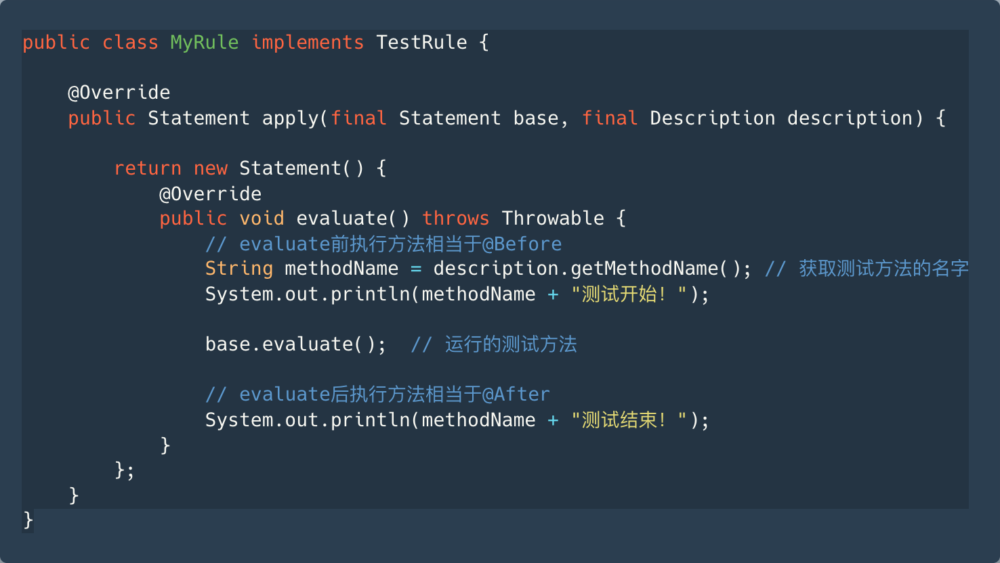 public class MyRule implements TestRule {
@Override
public Statement apply(final Statement base, final Description description) {
return new Statement() {
@Override
public void evaluate() throws Throwable {
// evaluate前执行方法相当于@Before
String methodName = description.getMethodName(); // 获取测试方法的名字
System.out.println(methodName + "测试开始！");
base.evaluate();  // 运行的测试方法
// evaluate后执行方法相当于@After
System.out.println(methodName + "测试结束！");
}
};
}
}